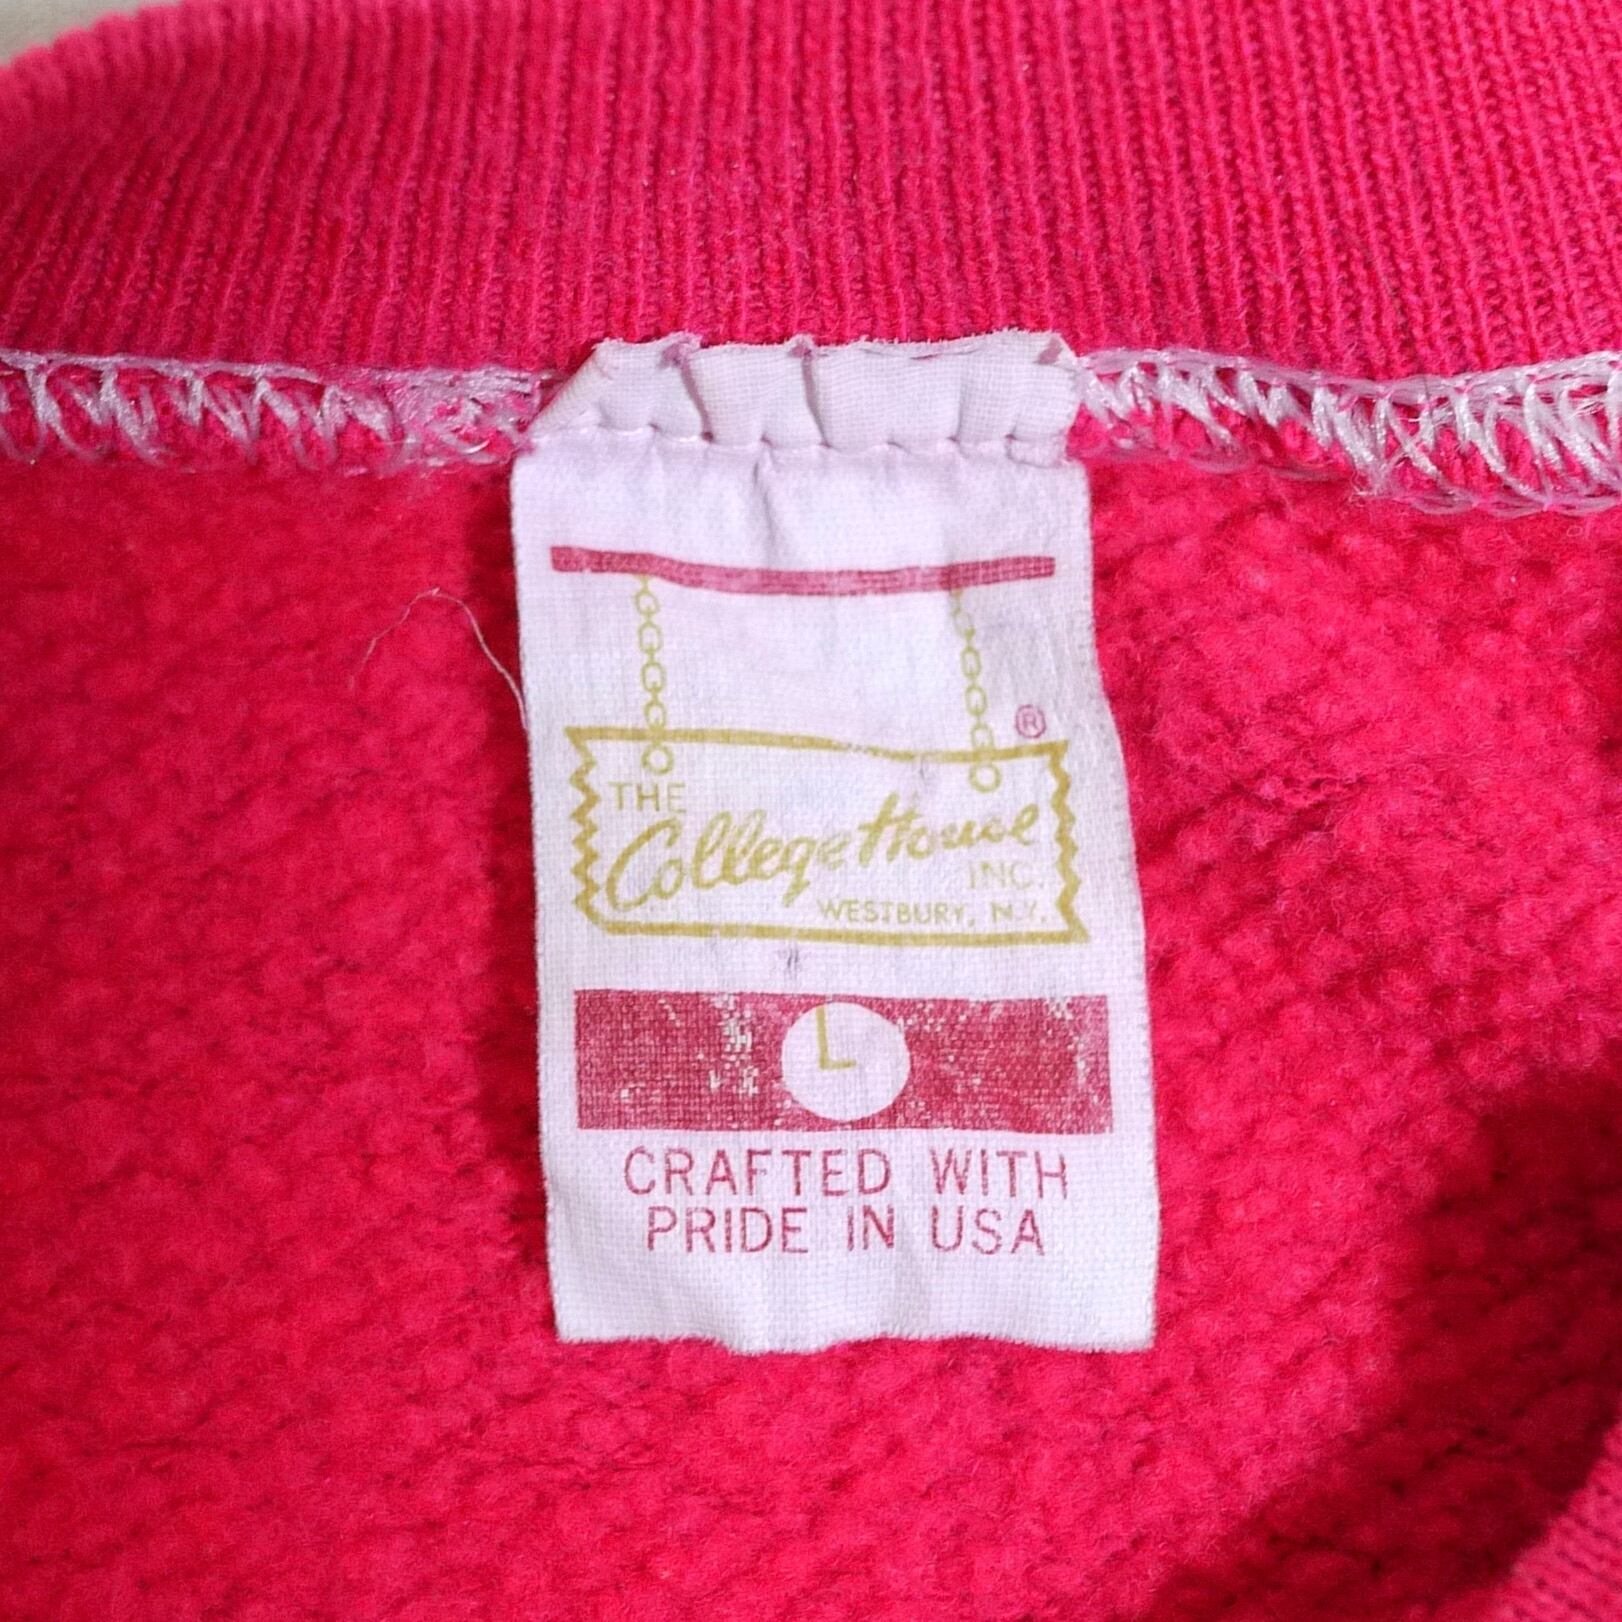 ®
THE
College House
INC.
WESTBURY, N.Y.
L
CRAFTED WITH
PRIDE IN USA